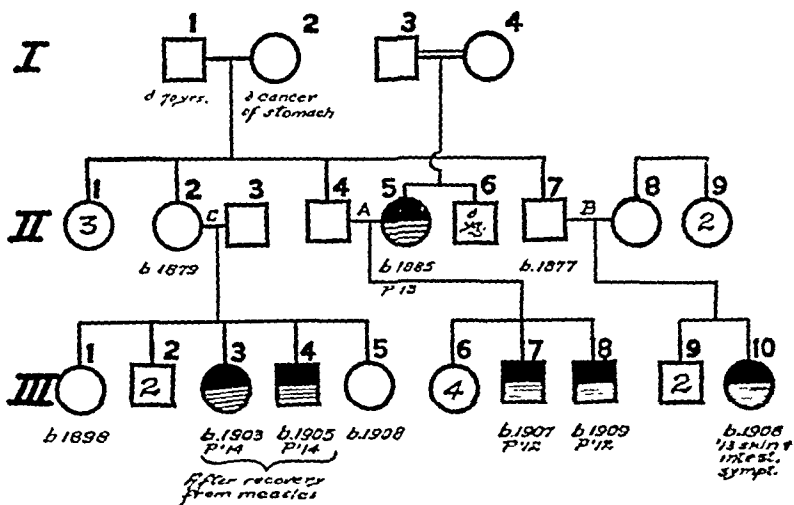 1 2 3 4
I
d 70 yrs. d cancer
of stomach
1 2 3 4 5 6 7 8 9
II 3 C A d B 2
b.1879 b.1885 b.1877
P'13
1 2 3 4 5 6 7 8 9 10
III 2 4 2
b.1898 b.1903 b.1905 b.1908 b.1907 b.1909 b.1908
P'14 P'14 P'12 P'12 '13 skin &
After recovery intest.
from measles sympt.